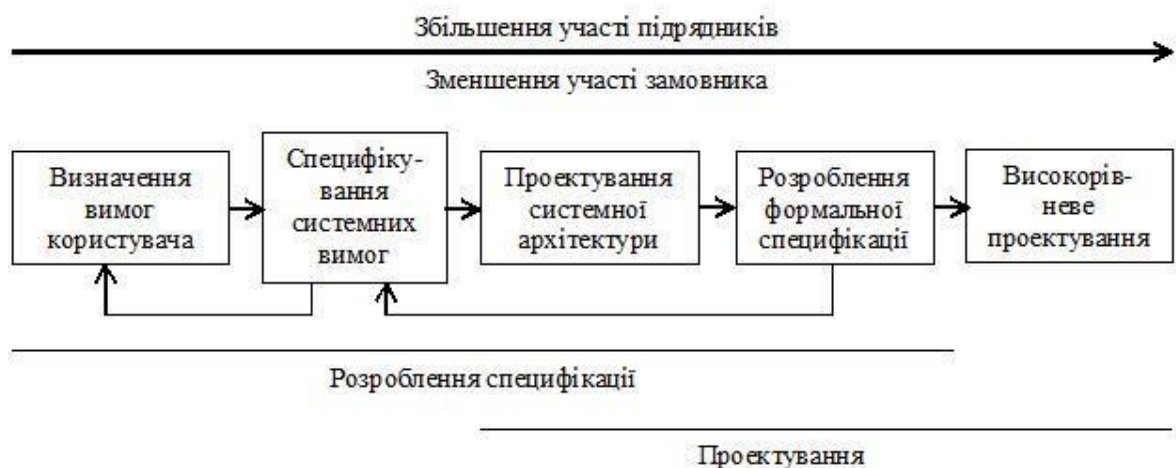 Збільшення участі підрядників
Зменшення участі замовника
Визначення
вимог
користувача
Специфіку-
вання
системних
вимог
Проектування
системної
архітектури
Розроблення
формальної
специфікації
Високорів-
неве
проектування
Розроблення специфікації
Проектування